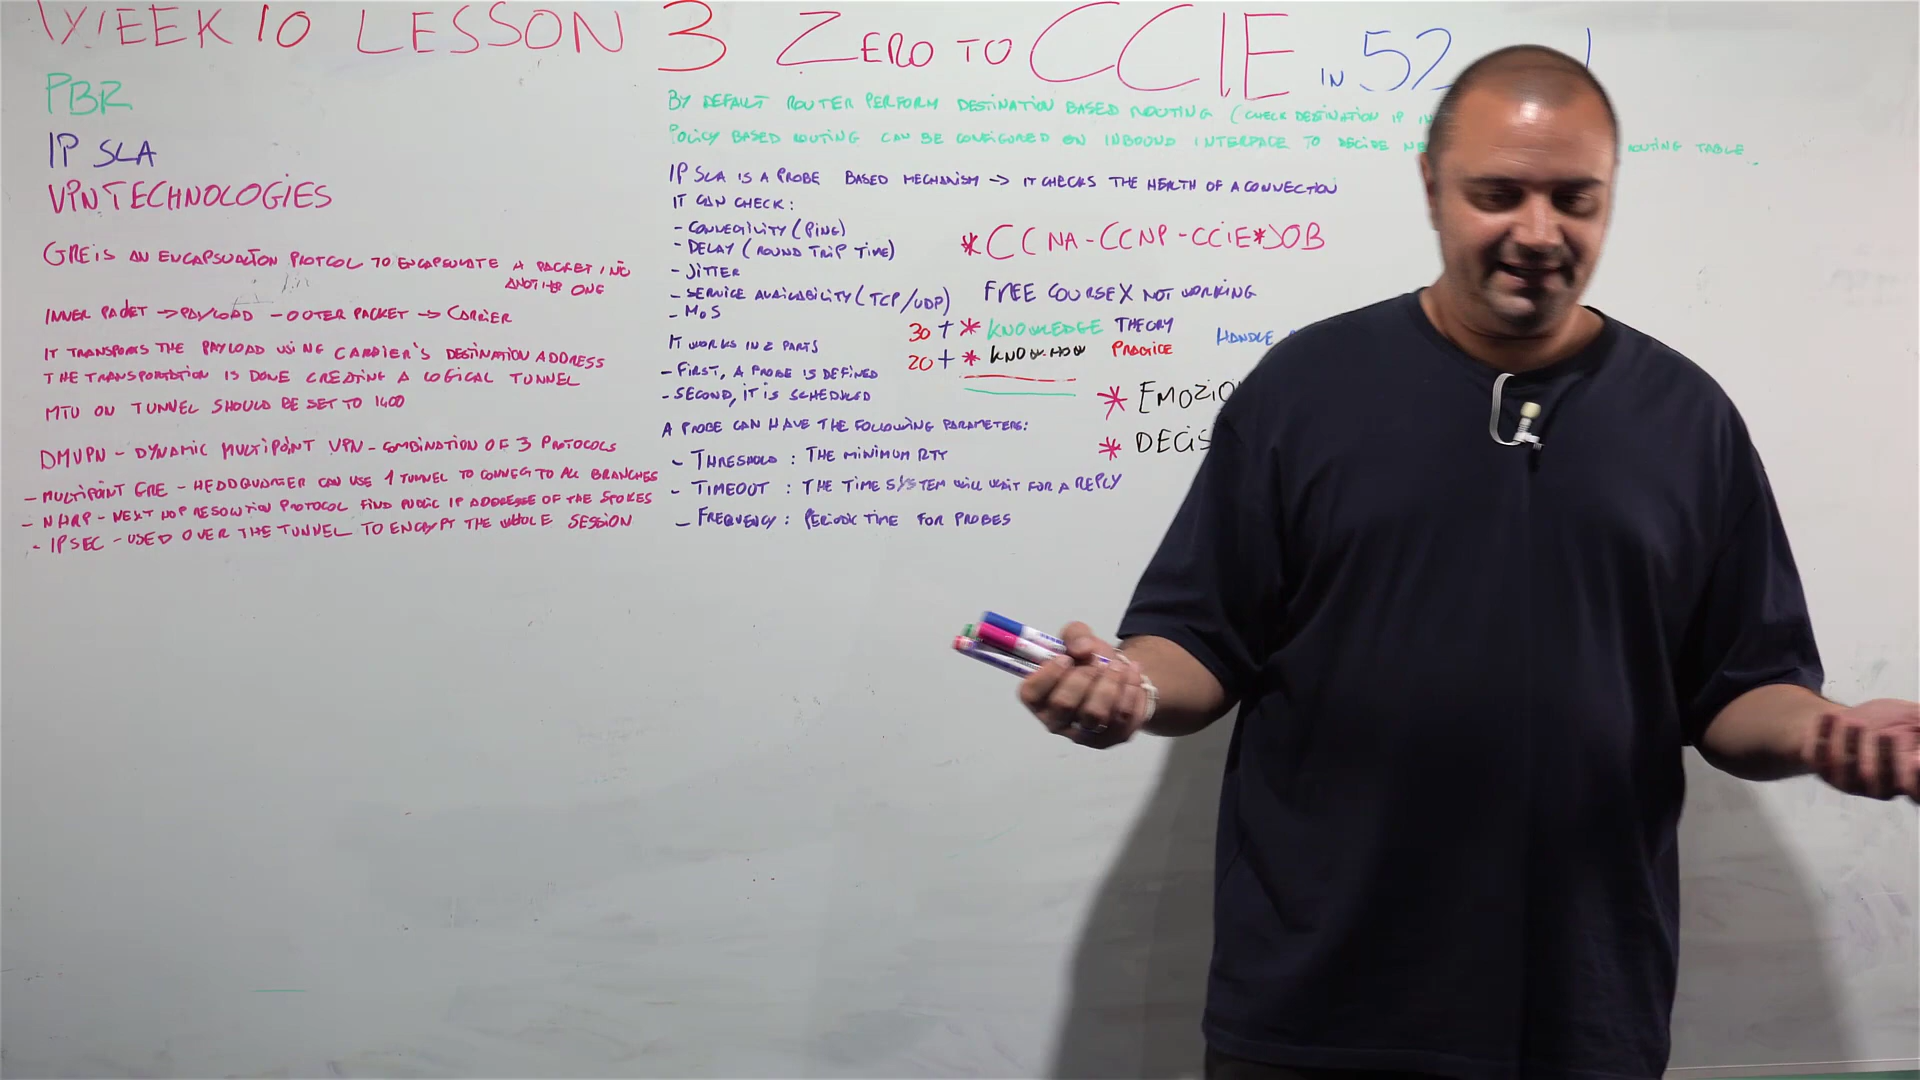 WEEK 10 LESSON 3 ZERO TO CCIE IN 52
PBR
IP SLA
VPN TECHNOLOGIES
GRE IS AN ENCAPSULATION PROTCOL TO ENCAPSULATE A PACKET INTO
ANOTHER ONE
INNER PACKET → PAYLOAD - OUTER PACKET → CARRIER
IT TRANSPORTS THE PAYLOAD USING CARRIER'S DESTINATION ADDRESS
THE TRANSPORTATION IS DONE CREATING A LOGICAL TUNNEL
MTU ON TUNNEL SHOULD BE SET TO 1400
DMVPN - DYNAMIC MULTIPOINT VPN - COMBINATION OF 3 PROTOCOLS
- MULTIPOINT GRE - HEADQUARTER CAN USE 1 TUNNEL TO CONNECT TO ALL BRANCHES
- NHRP - NEXT HOP RESOLUTION PROTOCOL FIND PUBLIC IP ADDRESSE OF THE SPOKES
- IPSEC - USED OVER THE TUNNEL TO ENCRYPT THE WHOLE SESSION
BY DEFAULT ROUTER PERFORM DESTINATION BASED ROUTING (CHECK DESTINATION IP IN
POLICY BASED ROUTING CAN BE CONFIGURED ON INBOUND INTERFACE TO DECIDE NE ROUTING TABLE
IP SLA IS A PROBE BASED MECHANISM → IT CHECKS THE HEALTH OF A CONNECTION
IT CAN CHECK:
- CONNECTIVITY (PING)
- DELAY (ROUND TRIP TIME)
- JITTER
- SERVICE AVAILABILITY (TCP/UDP)
- MOS
IT WORKS IN 2 PARTS
- FIRST, A PROBE IS DEFINED
- SECOND, IT IS SCHEDULED
A PROBE CAN HAVE THE FOLLOWING PARAMETERS:
- THRESHOLD : THE MINIMUM RTT
- TIMEOUT : THE TIME SYSTEM WILL WAIT FOR A REPLY
- FREQUENCY : PERIODIC TIME FOR PROBES
* CCNA - CCNP - CCIE * JOB
FREE COURSE X NOT WORKING
30 + * KNOWLEDGE THEORY HANDLE
20 + * KNOW-HOW PRACTICE
* EMOZIO
* DECIS